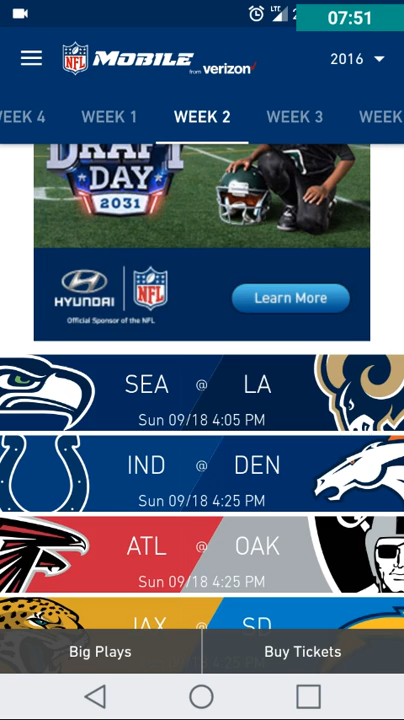 LTE
2
07:51
NFL
MOBILE
from verizon
2016
WEEK 4
WEEK 1
WEEK 2
WEEK 3
WEEK
DRAFT
DAY
2031
HYUNDAI
NFL
Official Sponsor of the NFL
Learn More
SEA @ LA
Sun 09/18 4:05 PM
IND @ DEN
Sun 09/18 4:25 PM
ATL @ OAK
Sun 09/18 4:25 PM
JAX @ SD
Big Plays
Buy Tickets